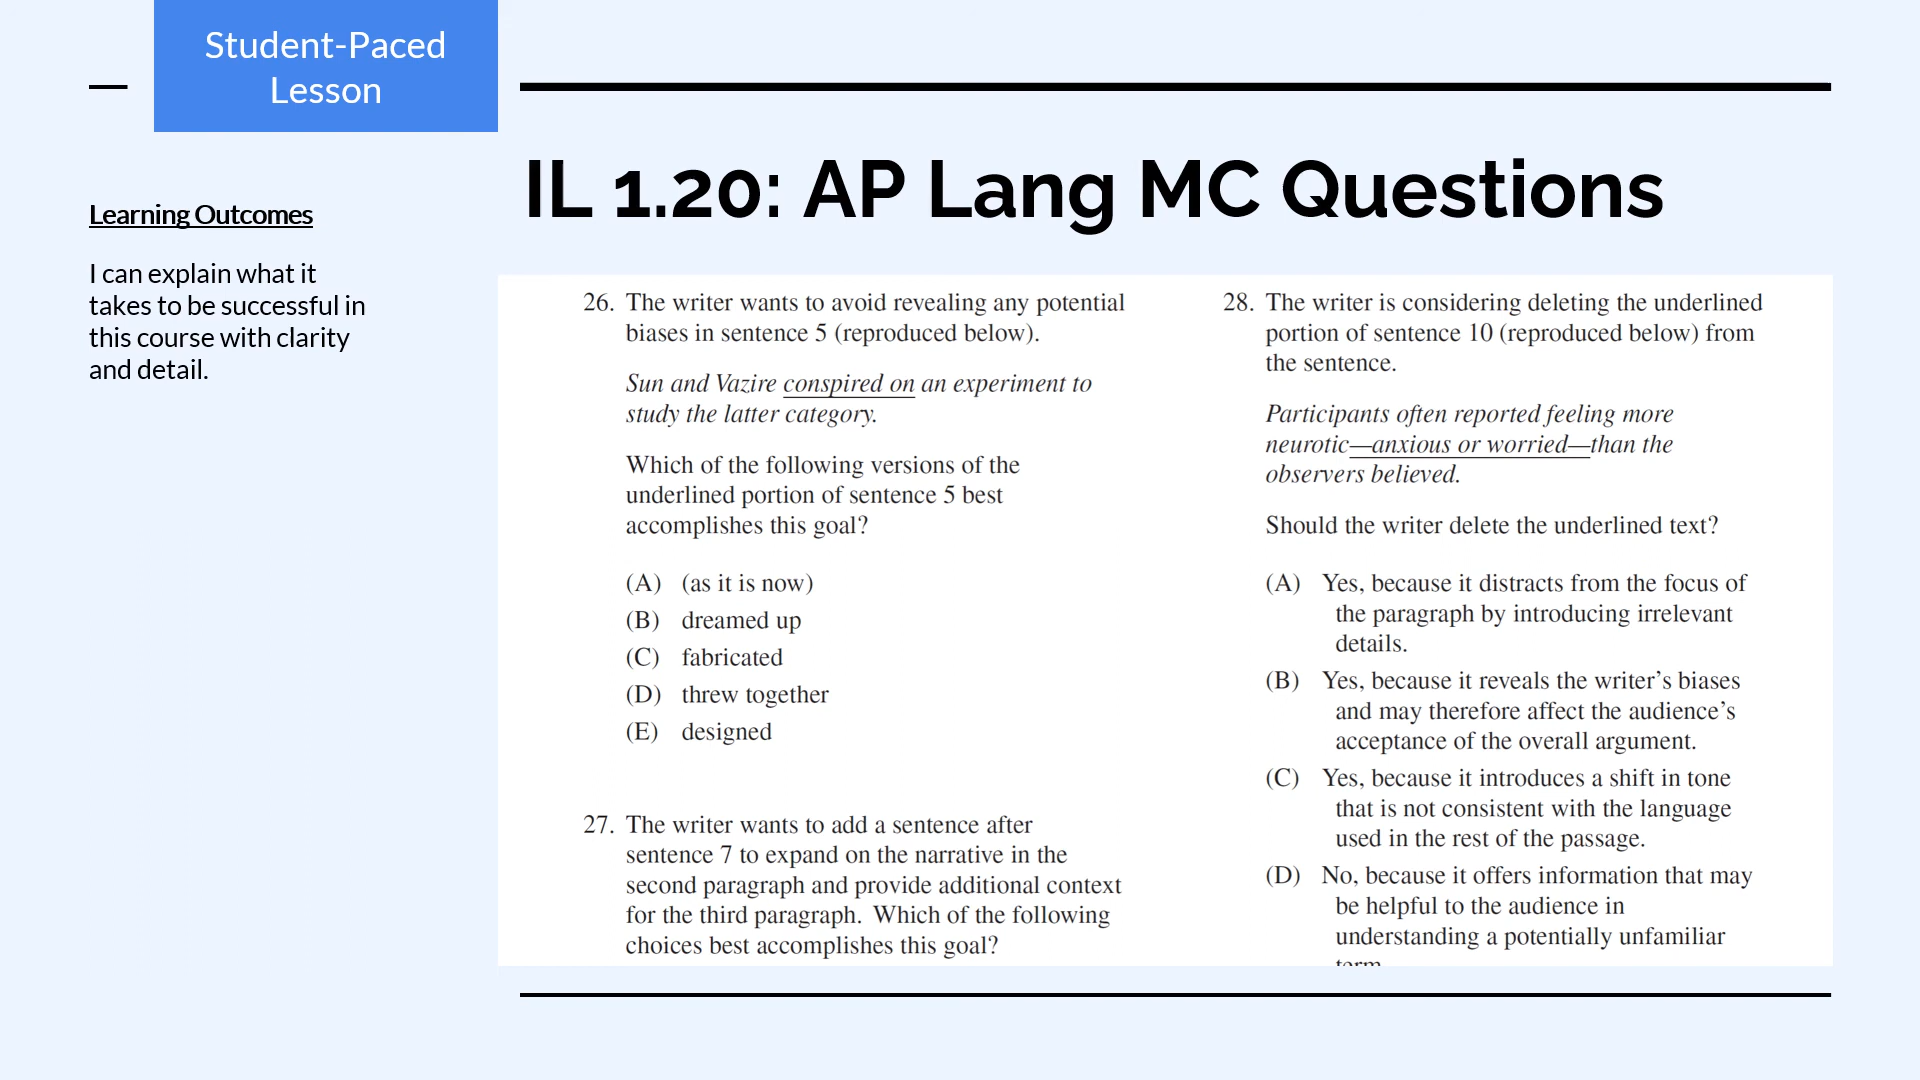 Student-Paced
Lesson
Learning Outcomes
I can explain what it
takes to be successful in
this course with clarity
and detail.
IL 1.20: AP Lang MC Questions
26. The writer wants to avoid revealing any potential
biases in sentence 5 (reproduced below).
Sun and Vazire conspired on an experiment to
study the latter category.
Which of the following versions of the
underlined portion of sentence 5 best
accomplishes this goal?
(A) (as it is now)
(B) dreamed up
(C) fabricated
(D) threw together
(E) designed
27. The writer wants to add a sentence after
sentence 7 to expand on the narrative in the
second paragraph and provide additional context
for the third paragraph. Which of the following
choices best accomplishes this goal?
28. The writer is considering deleting the underlined
portion of sentence 10 (reproduced below) from
the sentence.
Participants often reported feeling more
neurotic—anxious or worried—than the
observers believed.
Should the writer delete the underlined text?
(A) Yes, because it distracts from the focus of
the paragraph by introducing irrelevant
details.
(B) Yes, because it reveals the writer's biases
and may therefore affect the audience's
acceptance of the overall argument.
(C) Yes, because it introduces a shift in tone
that is not consistent with the language
used in the rest of the passage.
(D) No, because it offers information that may
be helpful to the audience in
understanding a potentially unfamiliar
term.